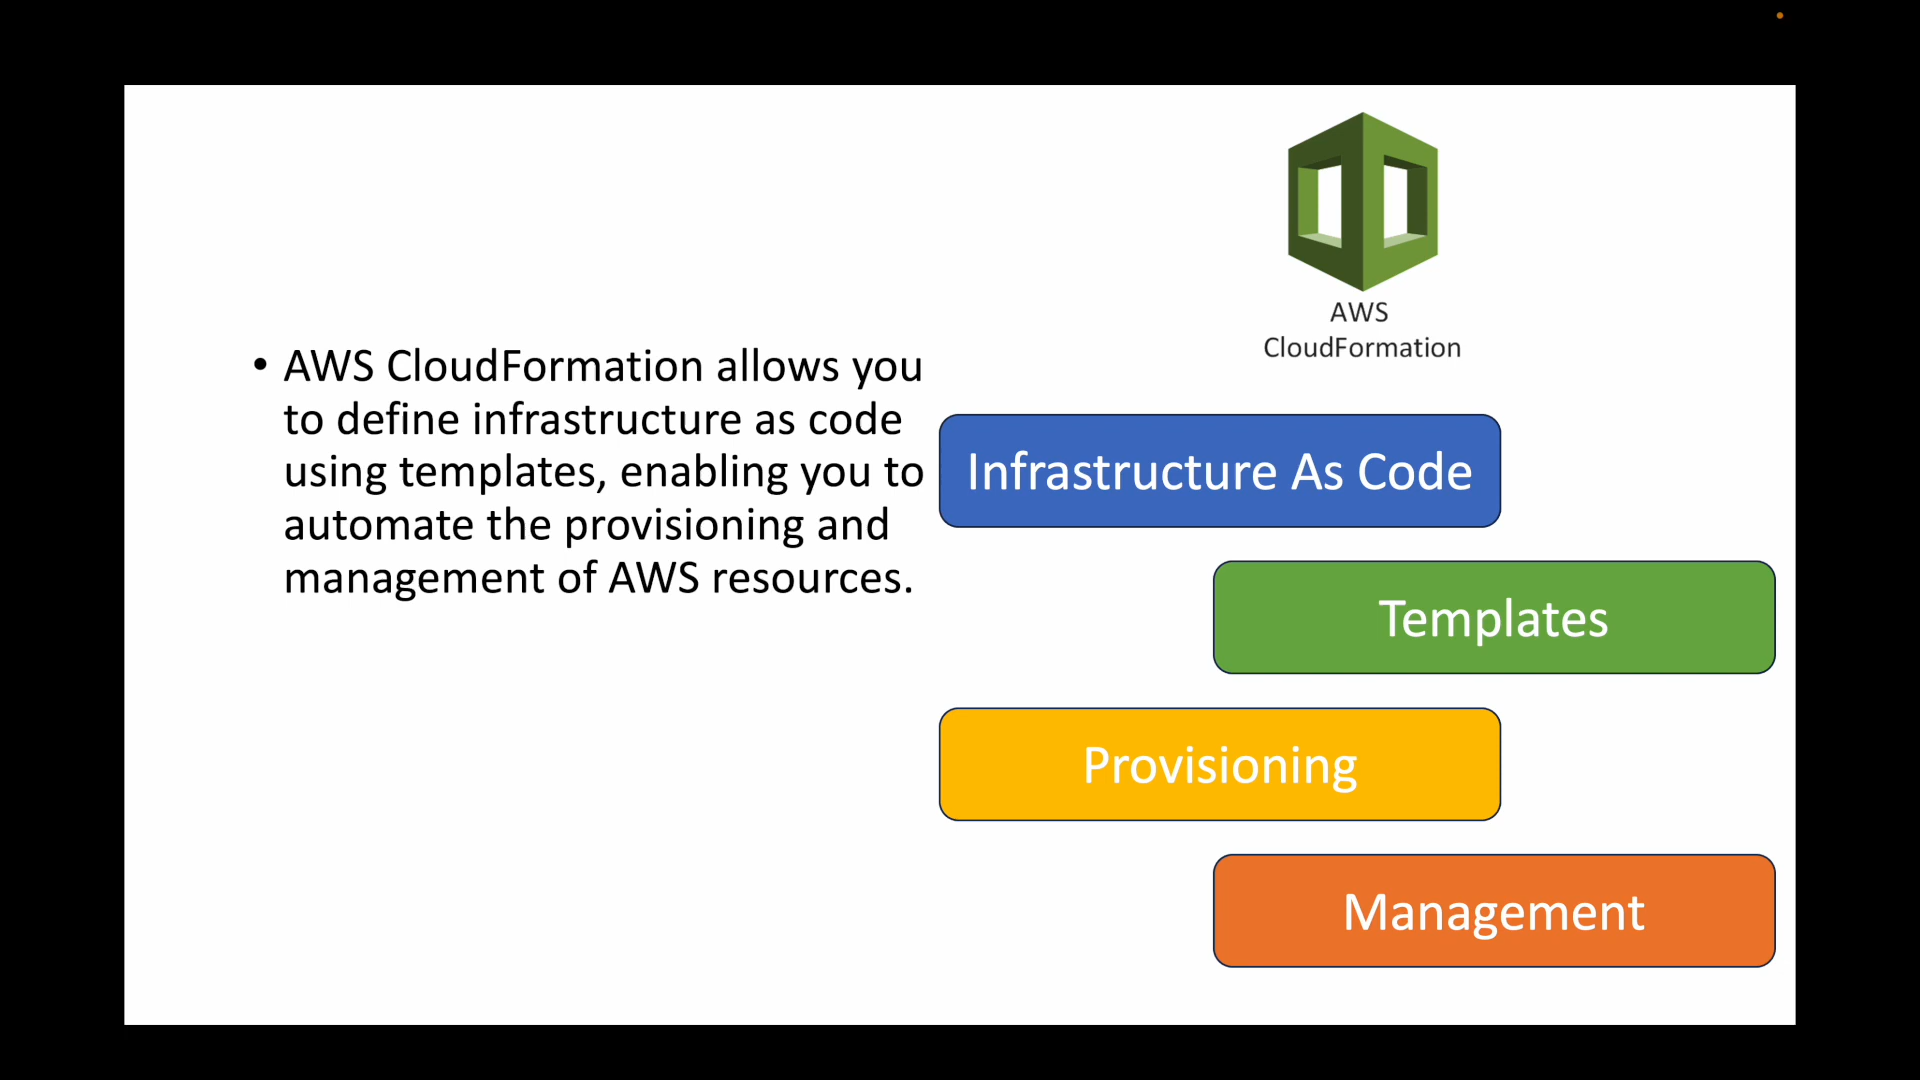 AWS
CloudFormation
• AWS CloudFormation allows you
to define infrastructure as code
using templates, enabling you to
automate the provisioning and
management of AWS resources.
Infrastructure As Code
Templates
Provisioning
Management